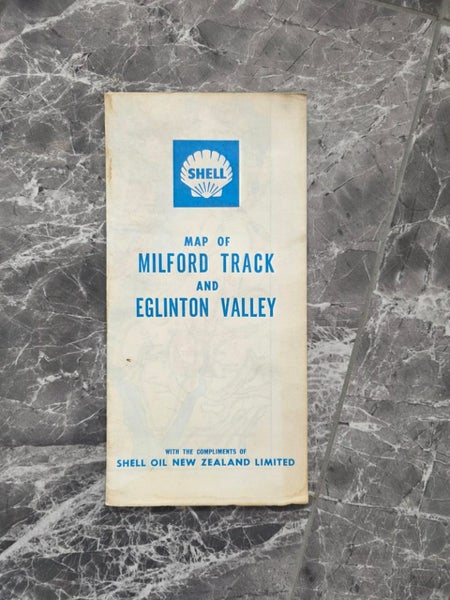 SHELL
MAP OF
MILFORD TRACK
AND
EGLINTON VALLEY
WITH THE COMPLIMENTS OF
SHELL OIL NEW ZEALAND LIMITED